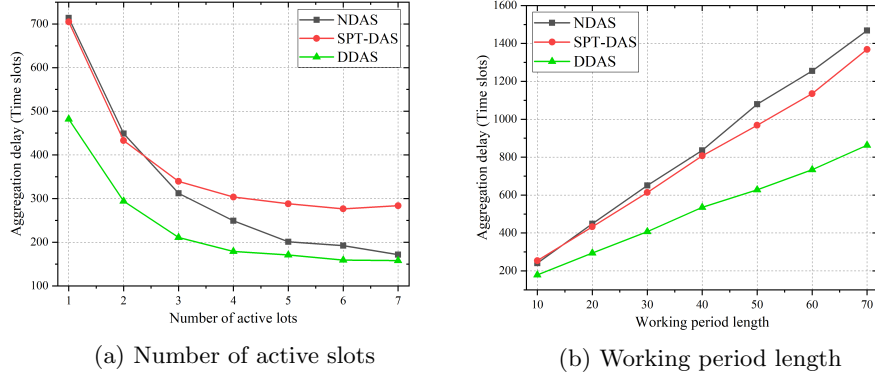 700
600
500
400
300
200
100
Aggregation delay (Time slots)
NDAS
SPT-DAS
DDAS
1 2 3 4 5 6 7
Number of active lots
(a) Number of active slots
1600
1400
1200
1000
800
600
400
200
Aggregation delay (Time slots)
NDAS
SPT-DAS
DDAS
10 20 30 40 50 60 70
Working period length
(b) Working period length